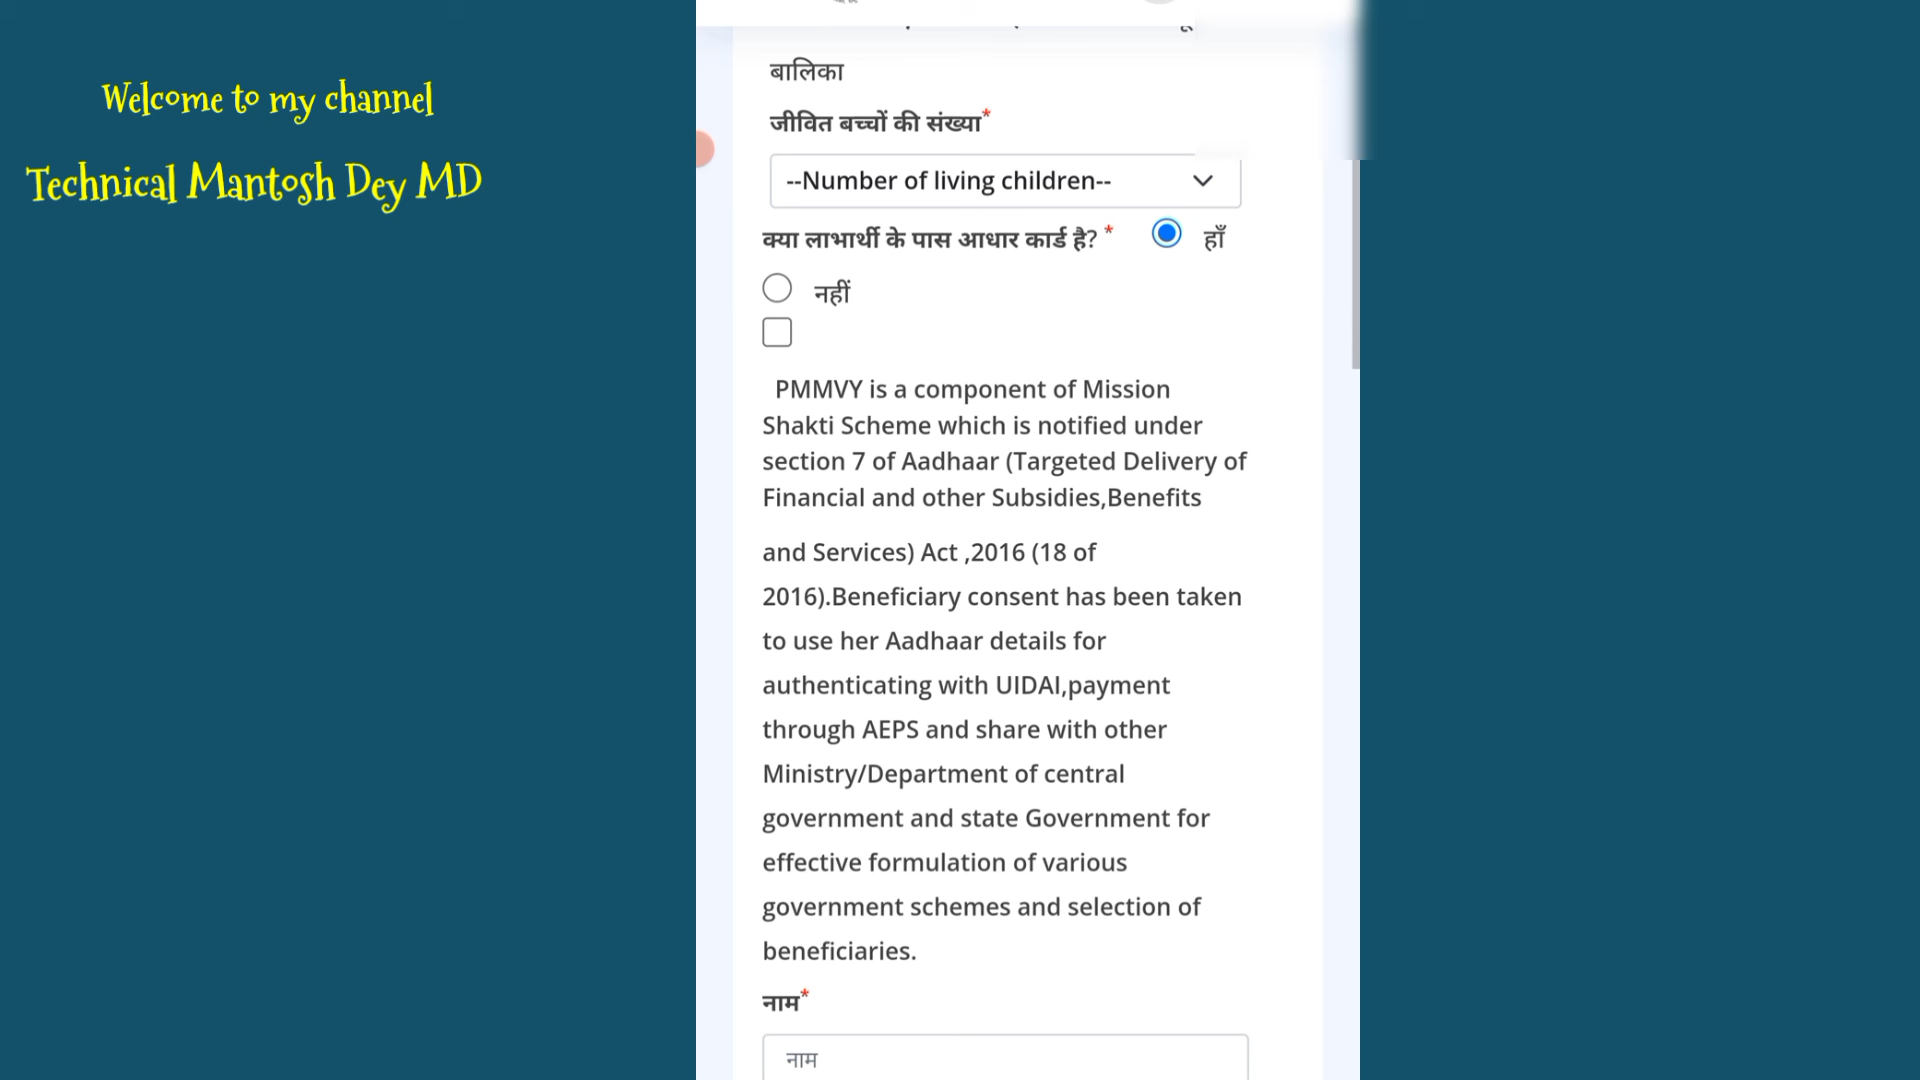 Welcome to my channel
Technical Mantosh Dey MD
बालिका
जीवित बच्चों की संख्या*
--Number of living children--
क्या लाभार्थी के पास आधार कार्ड है? * हाँ
नहीं
PMMVY is a component of Mission
Shakti Scheme which is notified under
section 7 of Aadhaar (Targeted Delivery of
Financial and other Subsidies,Benefits
and Services) Act ,2016 (18 of
2016).Beneficiary consent has been taken
to use her Aadhaar details for
authenticating with UIDAI,payment
through AEPS and share with other
Ministry/Department of central
government and state Government for
effective formulation of various
government schemes and selection of
beneficiaries.
नाम*
नाम